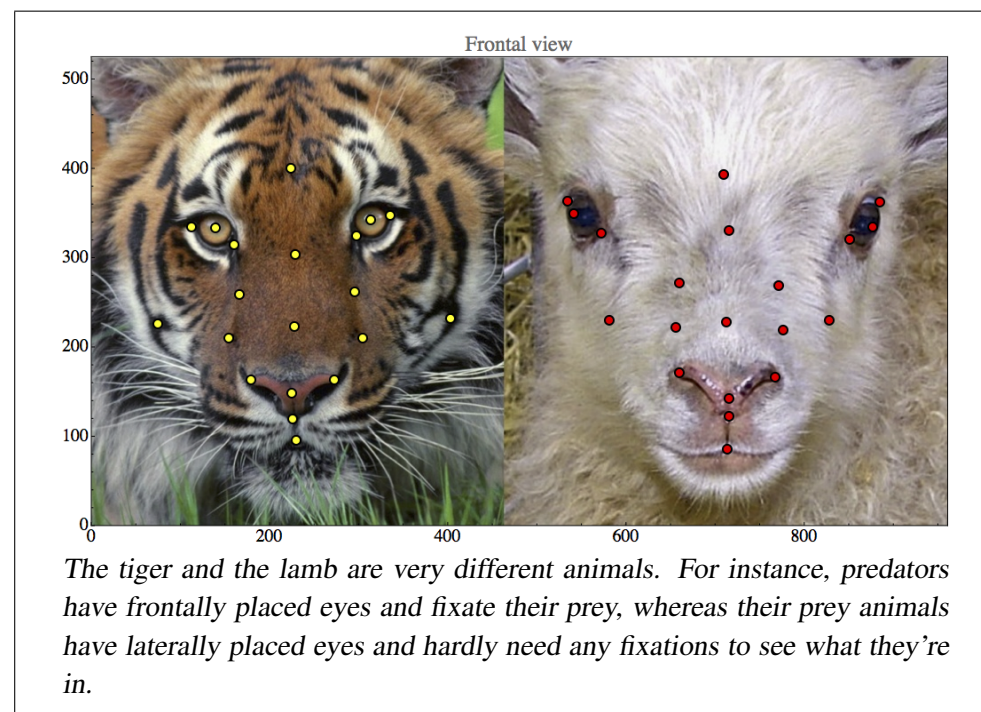 Frontal view
500
400
300
200
100
0
0 200 400 600 800
The tiger and the lamb are very different animals. For instance, predators
have frontally placed eyes and fixate their prey, whereas their prey animals
have laterally placed eyes and hardly need any fixations to see what they're
in.